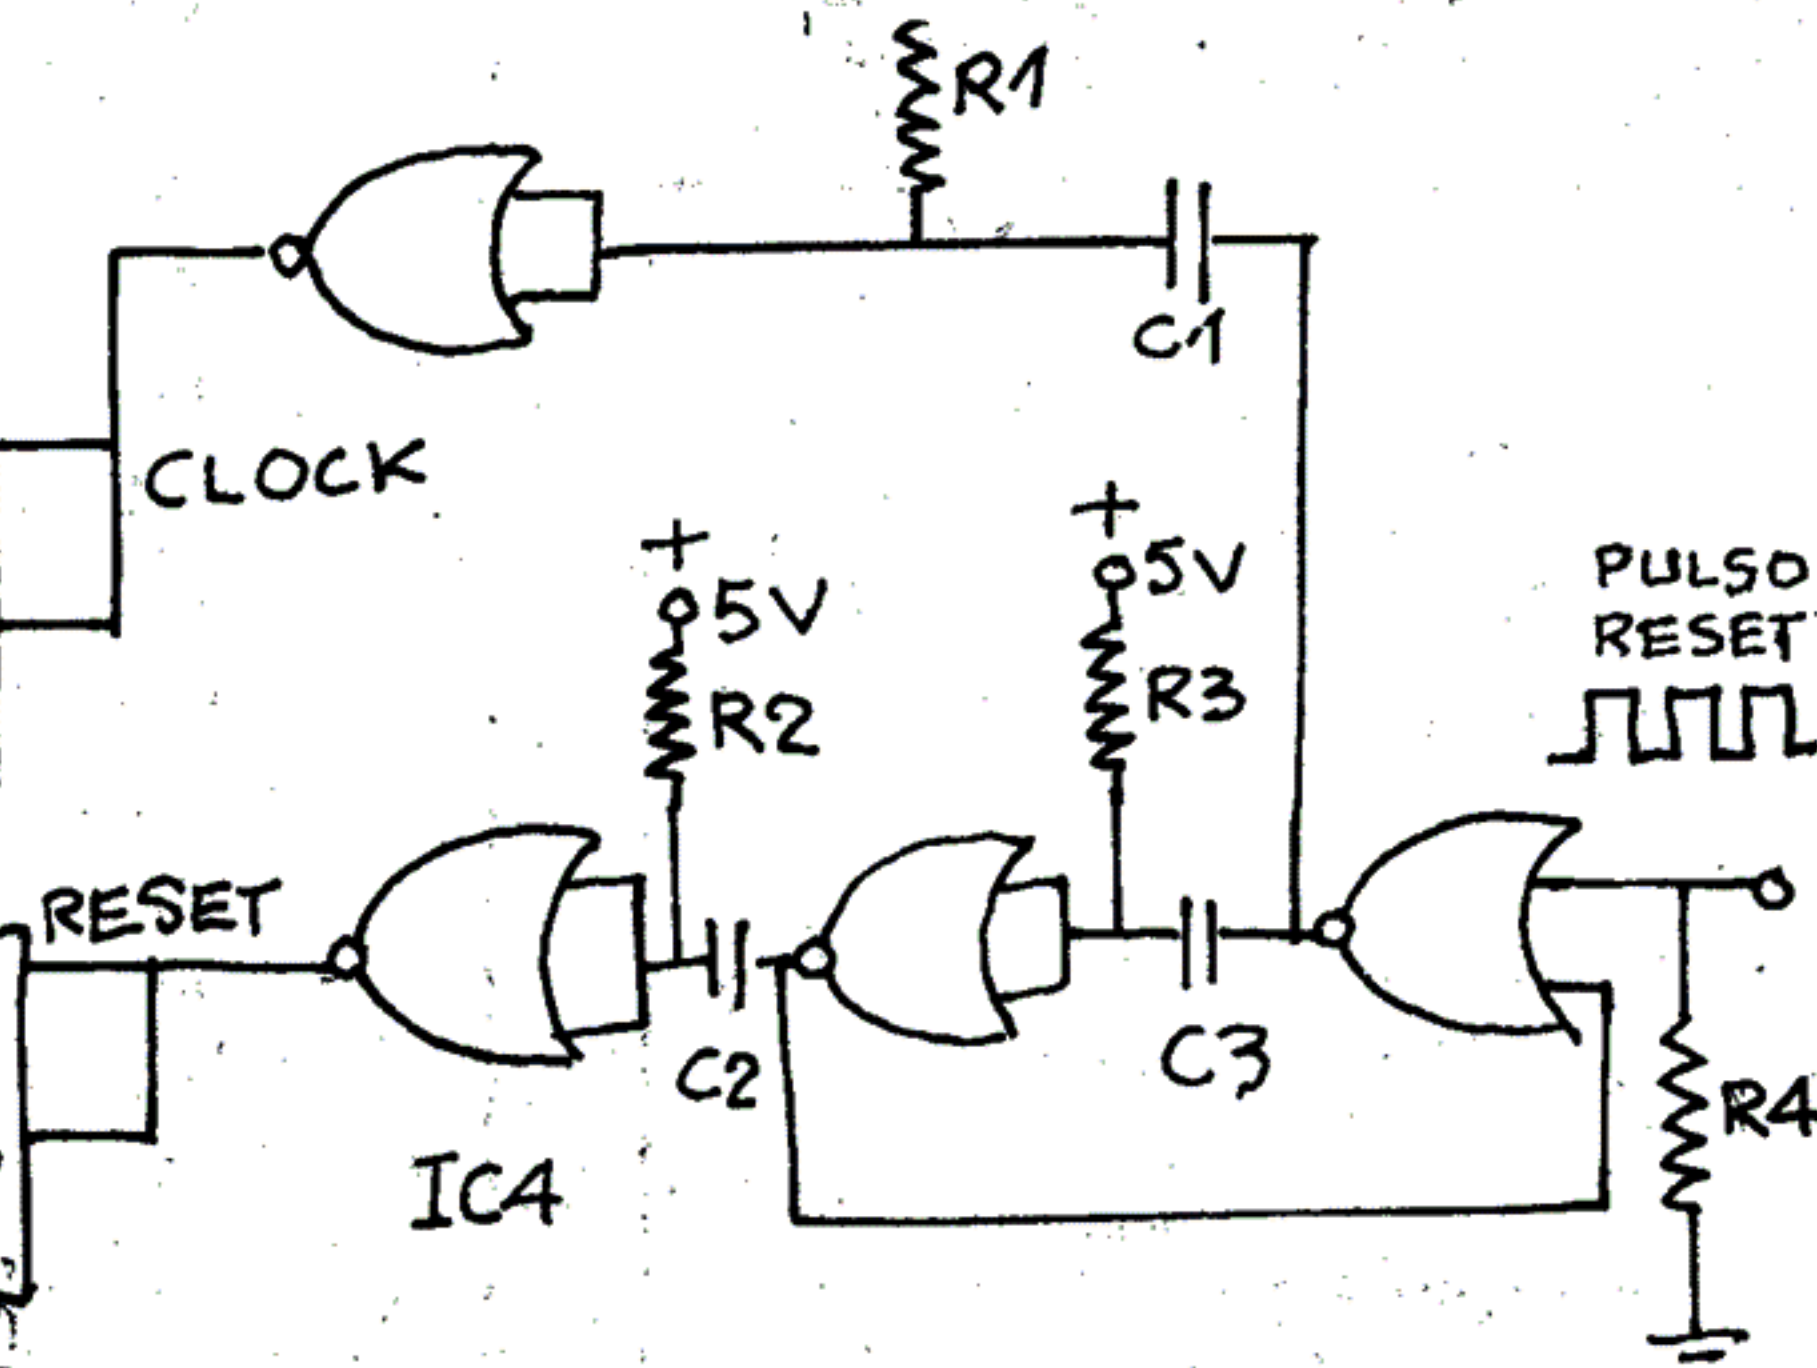 R1
C1
CLOCK
+
5V
R2
+
5V
R3
PULSO
RESET
RESET
C2
C3
R4
IC4